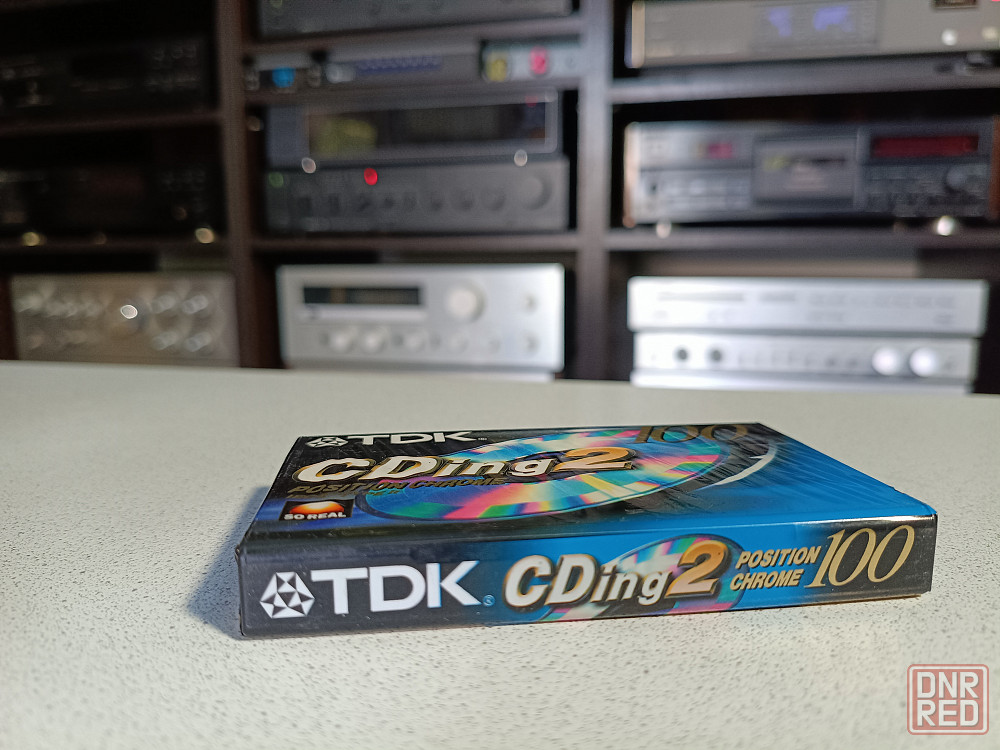 TDK
100
CDing2
POSITION CHROME
SO REAL
TDK
CDing2
POSITION
CHROME
100
DNR
RED